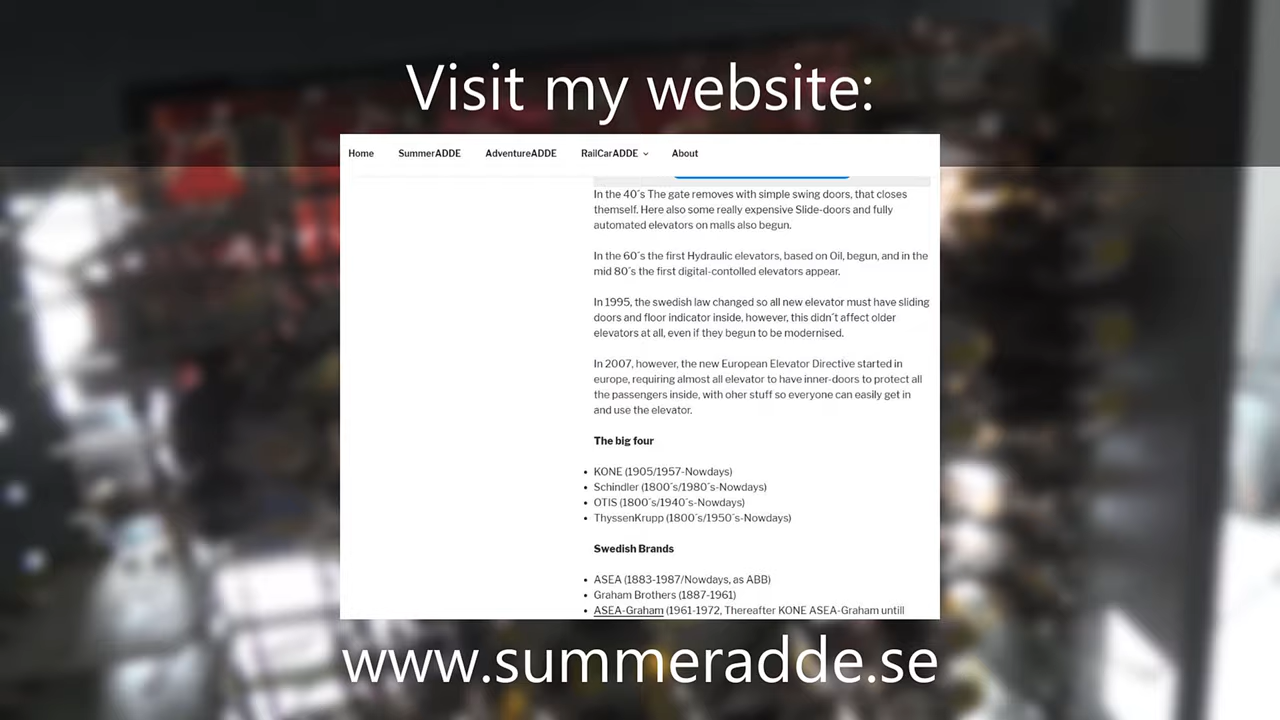 Visit my website:
Home SummerADDE AdventureADDE RailCarADDE About
In the 40´s The gate removes with simple swing doors, that closes
themself. Here also some really expensive Slide-doors and fully
automated elevators on malls also begun.
In the 60´s the first Hydraulic elevators, based on Oil, begun, and in the
mid 80´s the first digital-contolled elevators appear.
In 1995, the swedish law changed so all new elevator must have sliding
doors and floor indicator inside, however, this didn´t affect older
elevators at all, even if they begun to be modernised.
In 2007, however, the new European Elevator Directive started in
europe, requiring almost all elevator to have inner-doors to protect all
the passengers inside, with oher stuff so everyone can easily get in
and use the elevator.
The big four
• KONE (1905/1957-Nowdays)
• Schindler (1800´s/1980´s-Nowdays)
• OTIS (1800´s/1940´s-Nowdays)
• ThyssenKrupp (1800´s/1950´s-Nowdays)
Swedish Brands
• ASEA (1883-1987/Nowdays, as ABB)
• Graham Brothers (1887-1961)
• ASEA-Graham (1961-1972, Thereafter KONE ASEA-Graham untill
www.summeradde.se